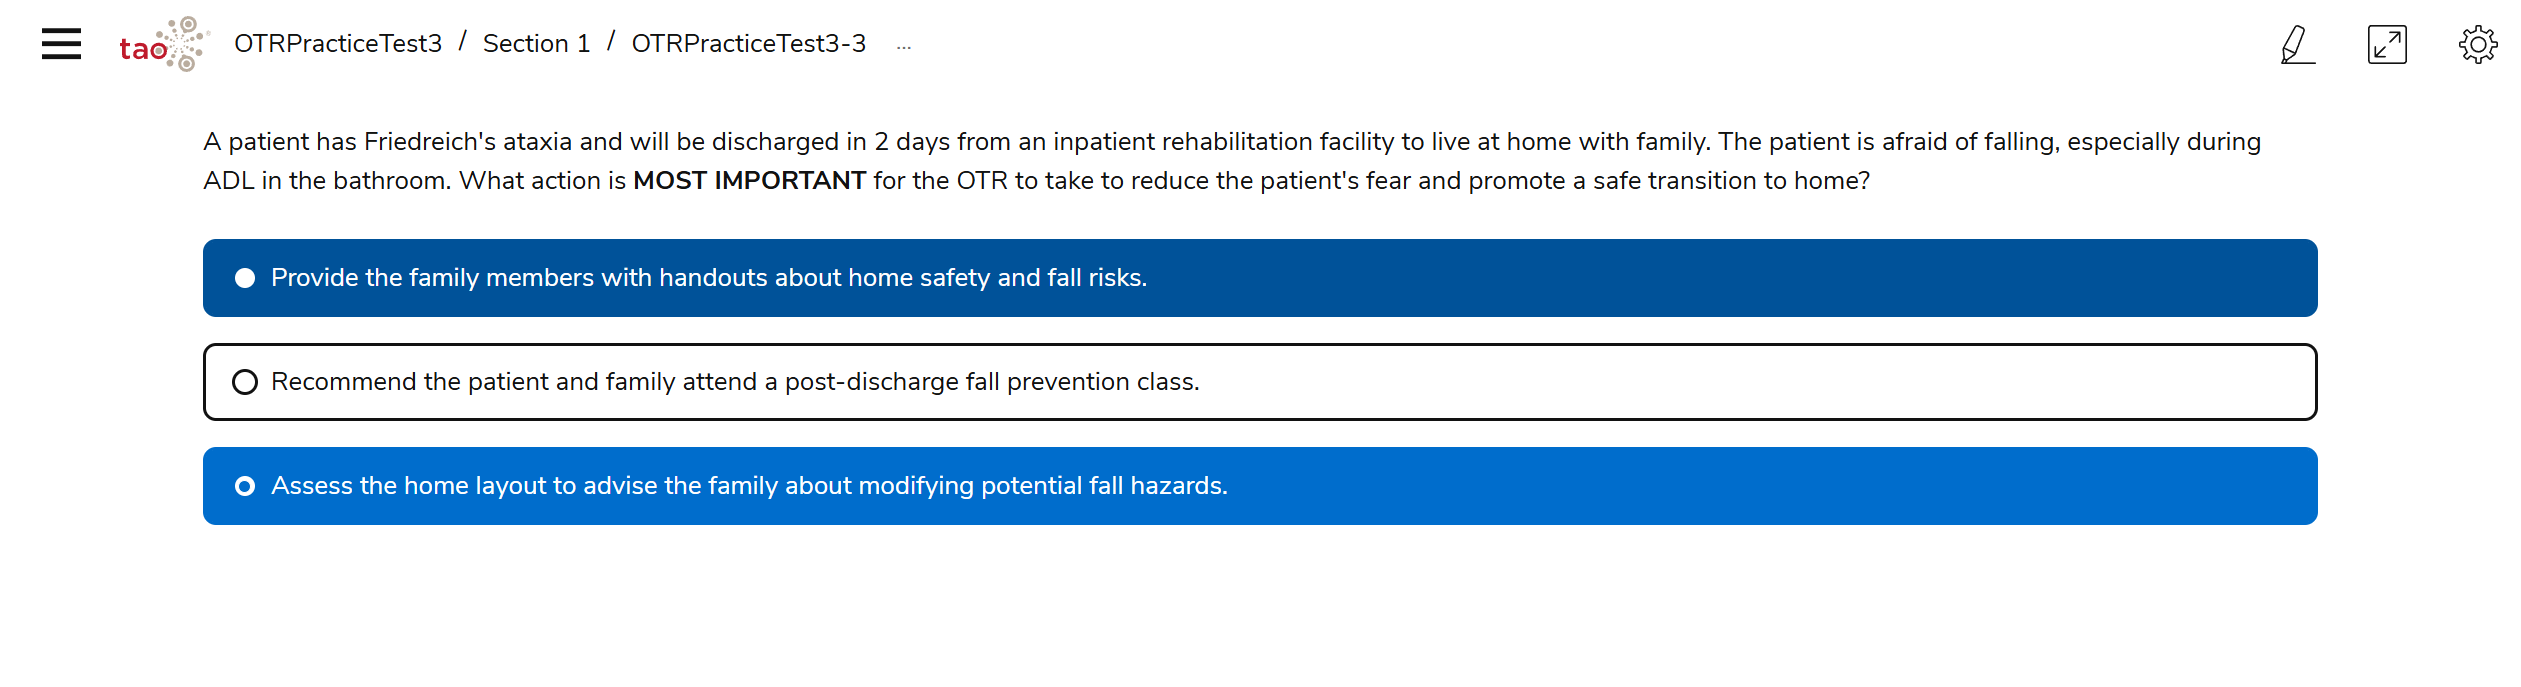 tao OTRPracticeTest3 / Section 1 / OTRPracticeTest3-3 ...
A patient has Friedreich's ataxia and will be discharged in 2 days from an inpatient rehabilitation facility to live at home with family. The patient is afraid of falling, especially during
ADL in the bathroom. What action is MOST IMPORTANT for the OTR to take to reduce the patient's fear and promote a safe transition to home?
Provide the family members with handouts about home safety and fall risks.
Recommend the patient and family attend a post-discharge fall prevention class.
Assess the home layout to advise the family about modifying potential fall hazards.